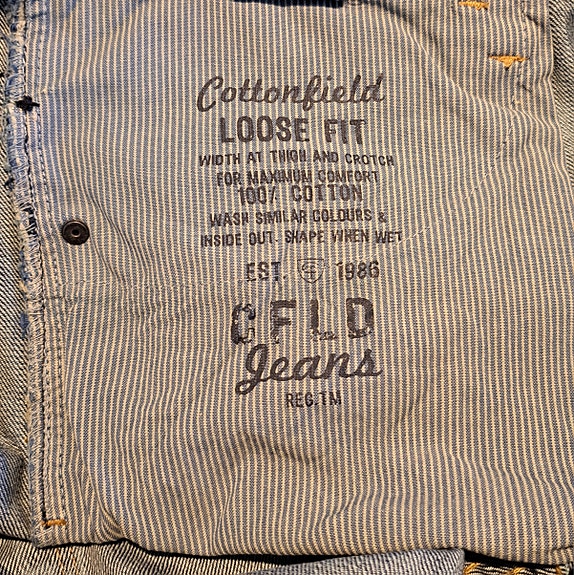 Cottonfield
LOOSE FIT
WIDTH AT THIGH AND CROTCH
FOR MAXIMUM COMFORT
100% COTTON
WASH SIMILAR COLOURS &
INSIDE OUT. SHAPE WHEN WET
EST. CF 1986
CFLD
Jeans
REG.TM